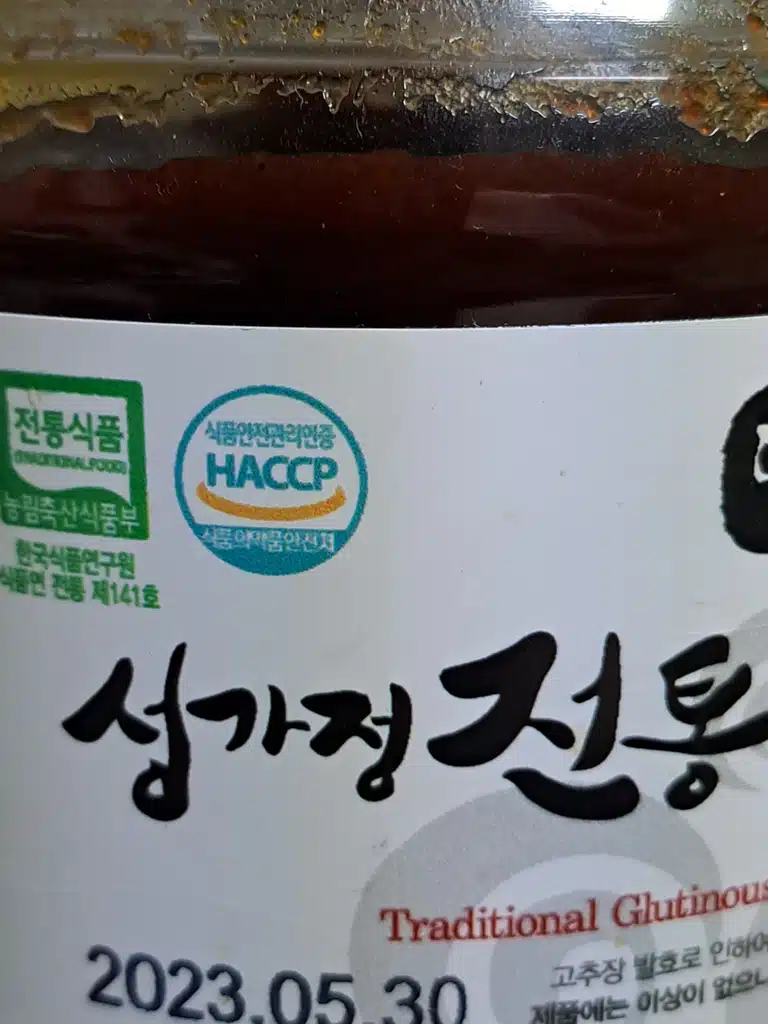 전통식품
(TRADITIONAL FOOD)
농림축산식품부
한국식품연구원
식품연 전통 제141호
식품안전관리인증
HACCP
식품의약품안전처
성가정 전통
Traditional Glutinous
2023.05.30
고추장 발효로 인하여
제품에는 이상이 없으니